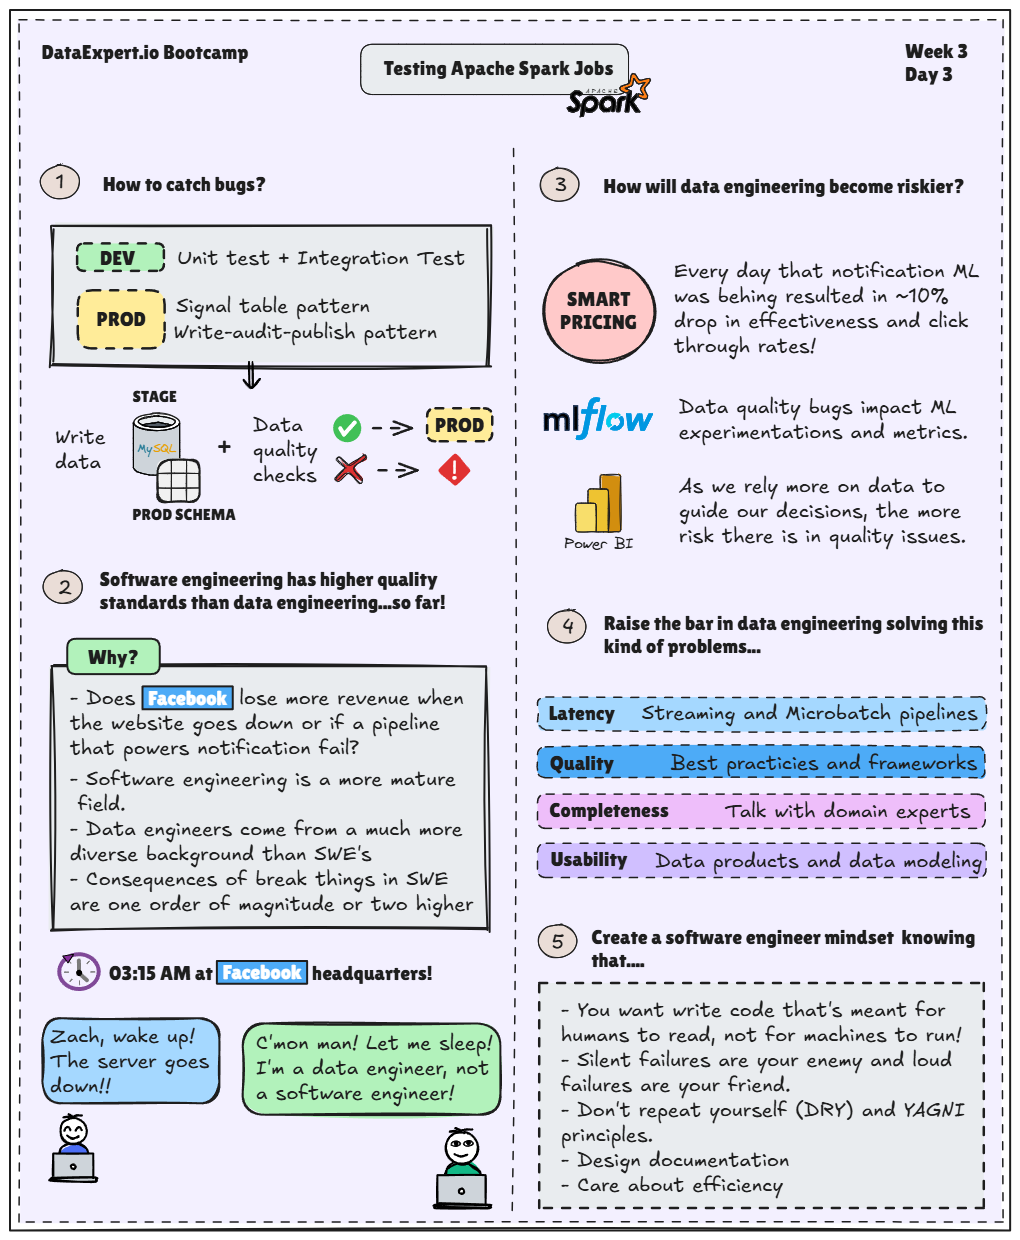 DataExpert.io Bootcamp
Testing Apache Spark Jobs
APACHE
Spark
Week 3
Day 3
1
How to catch bugs?
DEV
Unit test + Integration Test
PROD
Signal table pattern
Write-audit-publish pattern
STAGE
Write
data
MySQL
PROD SCHEMA
+
Data
quality
checks
PROD
2
Software engineering has higher quality
standards than data engineering...so far!
Why?
- Does Facebook lose more revenue when
the website goes down or if a pipeline
that powers notification fail?
- Software engineering is a more mature
field.
- Data engineers come from a much more
diverse background than SWE's
- Consequences of break things in SWE
are one order of magnitude or two higher
03:15 AM at Facebook headquarters!
Zach, wake up!
The server goes
down!!
C'mon man! Let me sleep!
I'm a data engineer, not
a software engineer!
3
How will data engineering become riskier?
SMART
PRICING
Every day that notification ML
was behing resulted in ~10%
drop in effectiveness and click
through rates!
mlflow
Data quality bugs impact ML
experimentations and metrics.
Power BI
As we rely more on data to
guide our decisions, the more
risk there is in quality issues.
4
Raise the bar in data engineering solving this
kind of problems...
Latency Streaming and Microbatch pipelines
Quality Best practicies and frameworks
Completeness Talk with domain experts
Usability Data products and data modeling
5
Create a software engineer mindset knowing
that....
- You want write code that's meant for
humans to read, not for machines to run!
- Silent failures are your enemy and loud
failures are your friend.
- Don't repeat yourself (DRY) and YAGNI
principles.
- Design documentation
- Care about efficiency